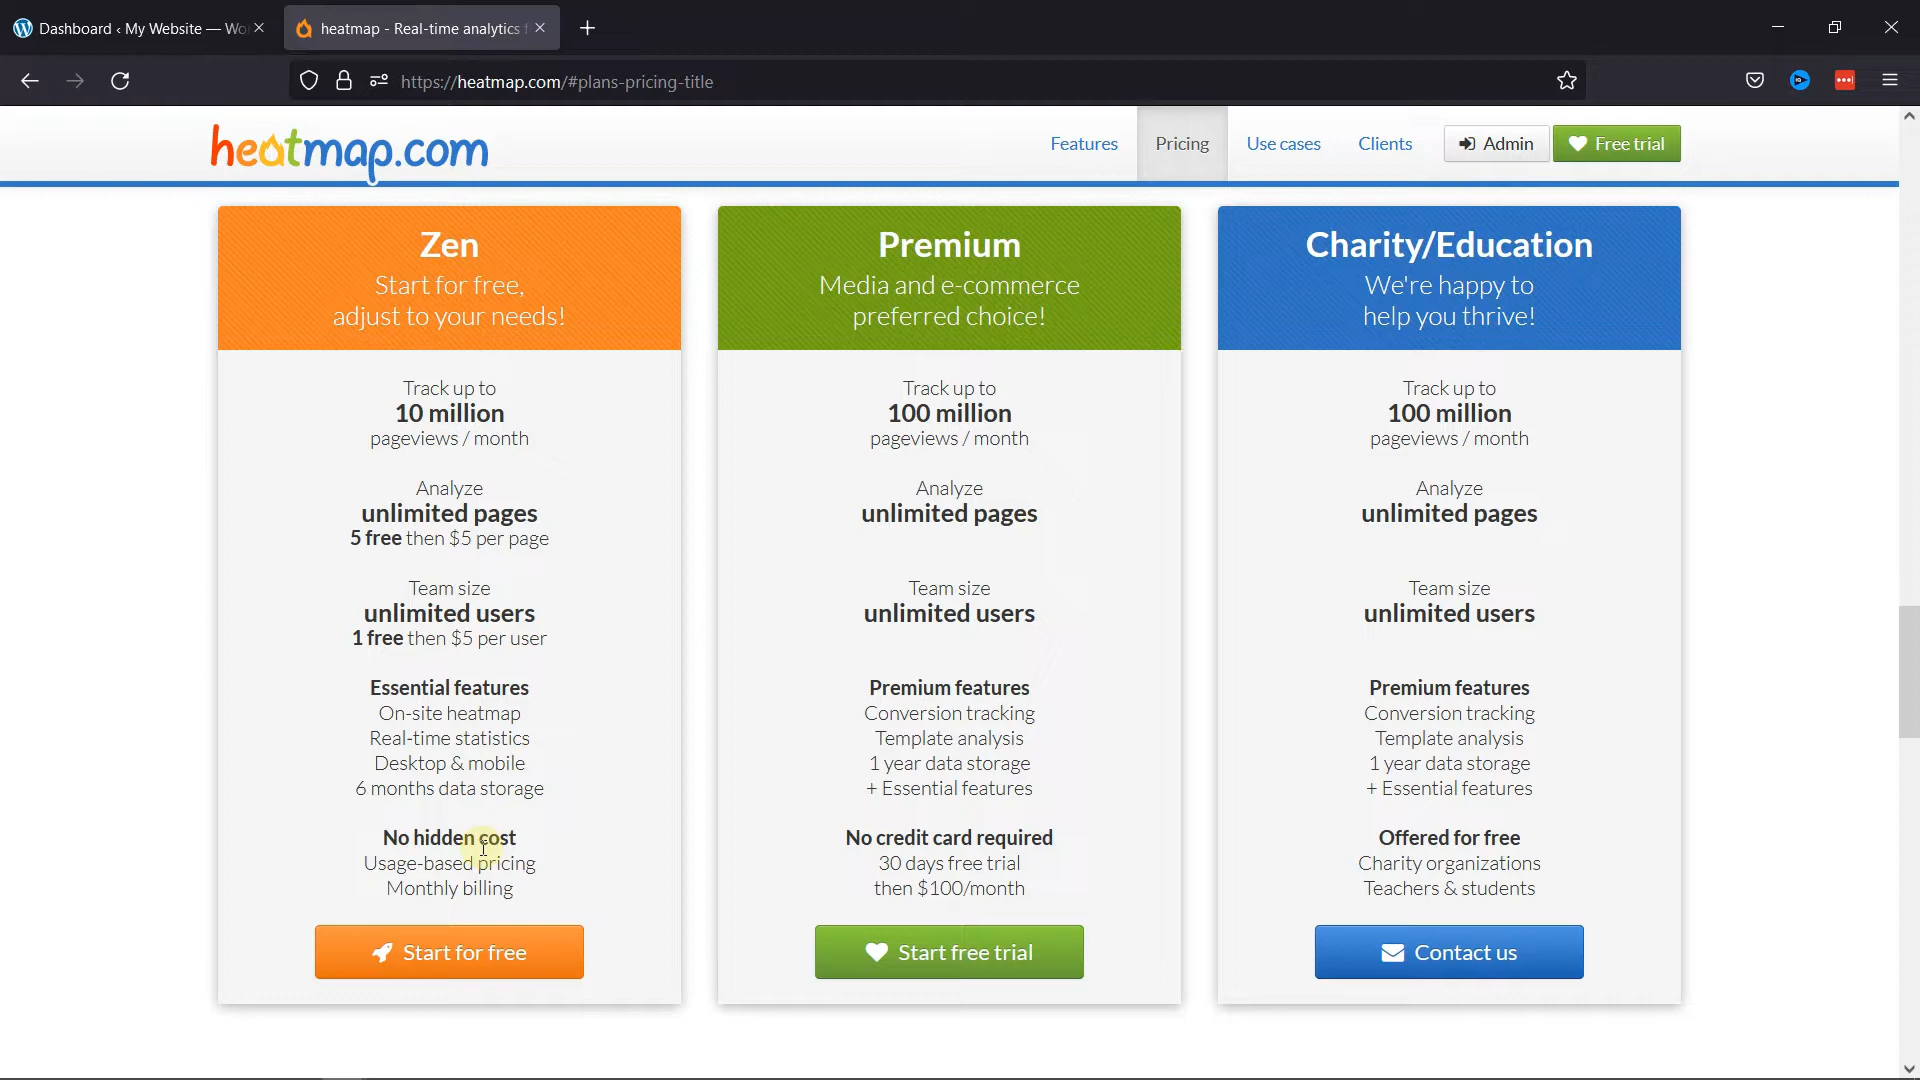 Dashboard ‹ My Website — Wo
heatmap - Real-time analytics f
https://heatmap.com/#plans-pricing-title
heatmap.com
Features
Pricing
Use cases
Clients
Admin
Free trial
Zen
Start for free,
adjust to your needs!
Track up to
10 million
pageviews / month
Analyze
unlimited pages
5 free then $5 per page
Team size
unlimited users
1 free then $5 per user
Essential features
On-site heatmap
Real-time statistics
Desktop & mobile
6 months data storage
No hidden cost
Usage-based pricing
Monthly billing
Start for free
Premium
Media and e-commerce
preferred choice!
Track up to
100 million
pageviews / month
Analyze
unlimited pages
Team size
unlimited users
Premium features
Conversion tracking
Template analysis
1 year data storage
+ Essential features
No credit card required
30 days free trial
then $100/month
Start free trial
Charity/Education
We're happy to
help you thrive!
Track up to
100 million
pageviews / month
Analyze
unlimited pages
Team size
unlimited users
Premium features
Conversion tracking
Template analysis
1 year data storage
+ Essential features
Offered for free
Charity organizations
Teachers & students
Contact us